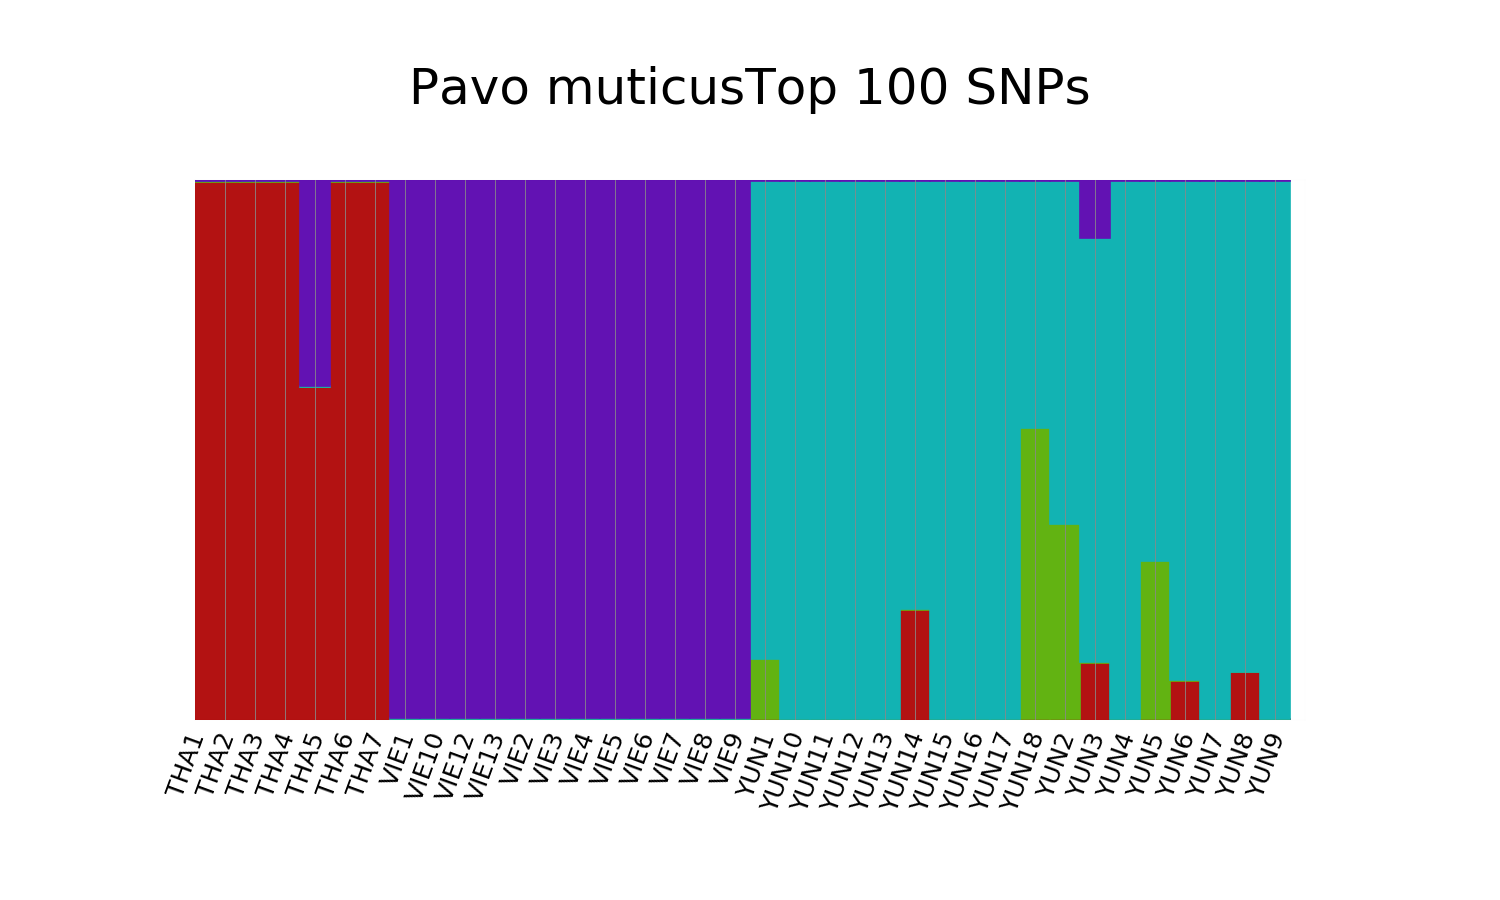 Pavo muticusTop 100 SNPs
THA1
THA2
THA3
THA4
THA5
THA6
THA7
VIE1
VIE10
VIE12
VIE13
VIE2
VIE3
VIE4
VIE5
VIE6
VIE7
VIE8
VIE9
YUN1
YUN10
YUN11
YUN12
YUN13
YUN14
YUN15
YUN16
YUN17
YUN18
YUN2
YUN3
YUN4
YUN5
YUN6
YUN7
YUN8
YUN9